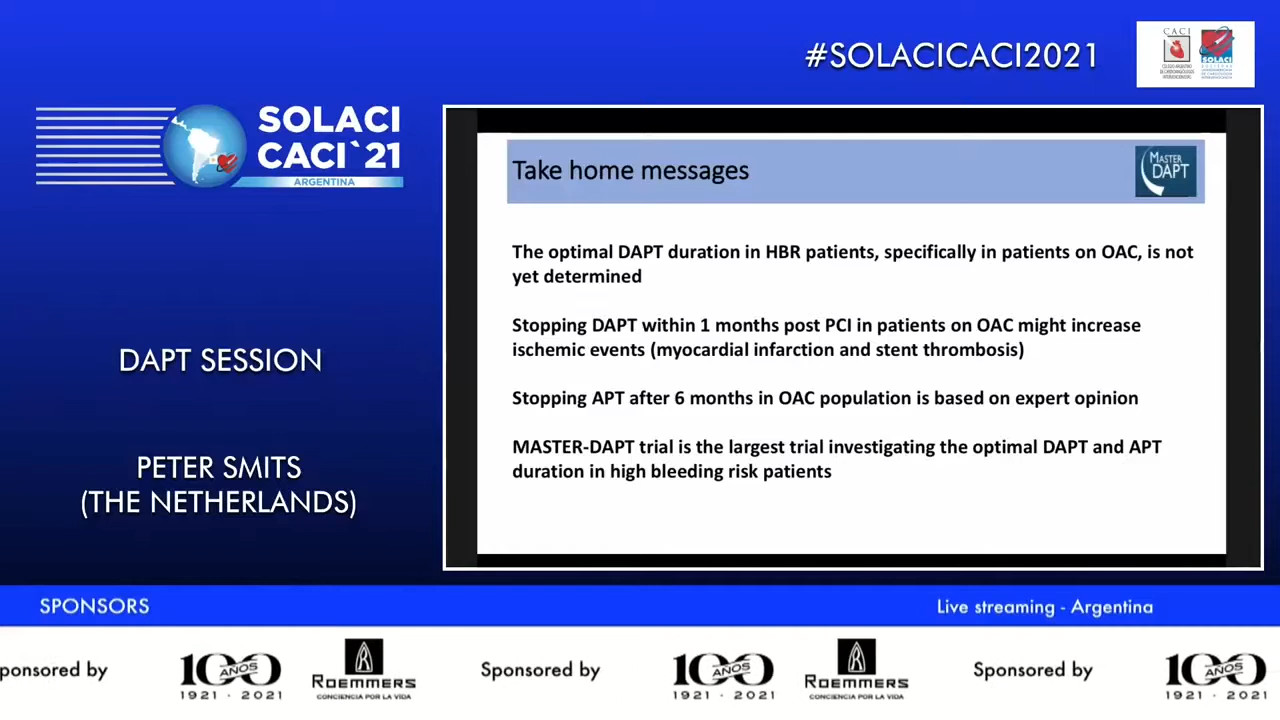 #SOLACICACI2021
CACI
SOLACI
SOLACI
CACI`21
ARGENTINA
DAPT SESSION
PETER SMITS
(THE NETHERLANDS)
Take home messages
MASTER
DAPT
The optimal DAPT duration in HBR patients, specifically in patients on OAC, is not
yet determined
Stopping DAPT within 1 months post PCI in patients on OAC might increase
ischemic events (myocardial infarction and stent thrombosis)
Stopping APT after 6 months in OAC population is based on expert opinion
MASTER-DAPT trial is the largest trial investigating the optimal DAPT and APT
duration in high bleeding risk patients
SPONSORS
Live streaming - Argentina
ponsored by
100
AÑOS
1921 - 2021
ROEMMERS
CONCIENCIA POR LA VIDA
Sponsored by
100
AÑOS
1921 - 2021
ROEMMERS
CONCIENCIA POR LA VIDA
Sponsored by
100
AÑOS
1921 - 2021